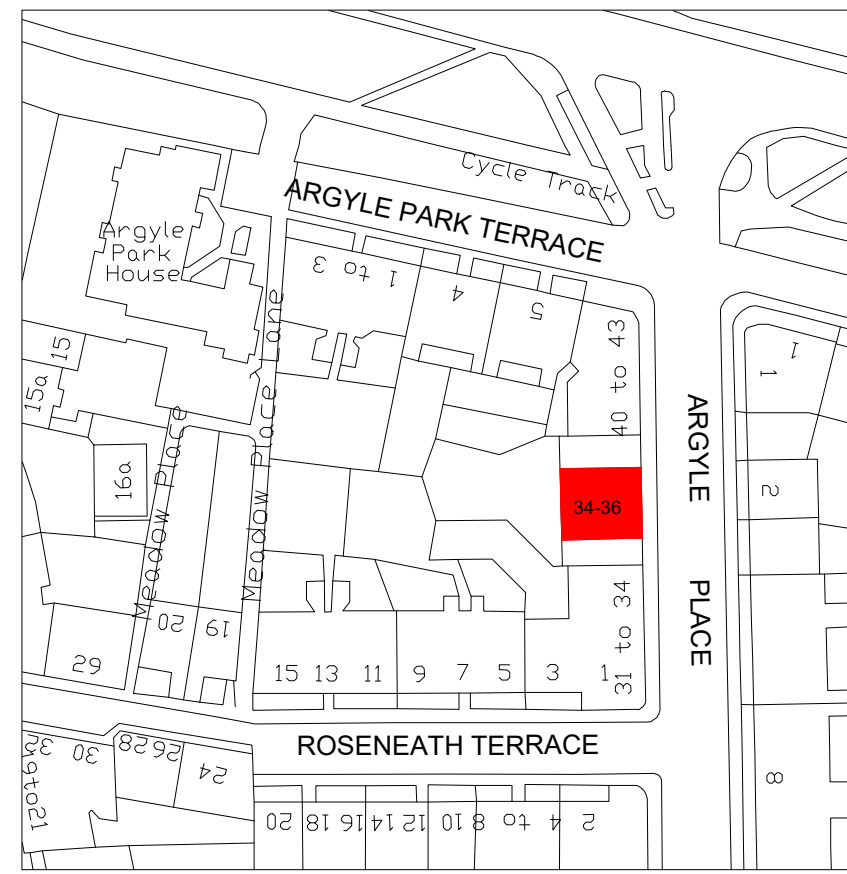 Cycle Track
ARGYLE PARK TERRACE
Argyle
Park
House
1 to 3
4
5
40 to 43
ARGYLE PLACE
1
1
2
15
15a
16a
Meadow Place
Meadow Place Lane
34-36
31 to 34
20
19
29
15 13 11 9 7 5 3 1
ROSENEATH TERRACE
32
30
28
26
24
19to21
20 18 16 14 12 10 8 to 4 2
8